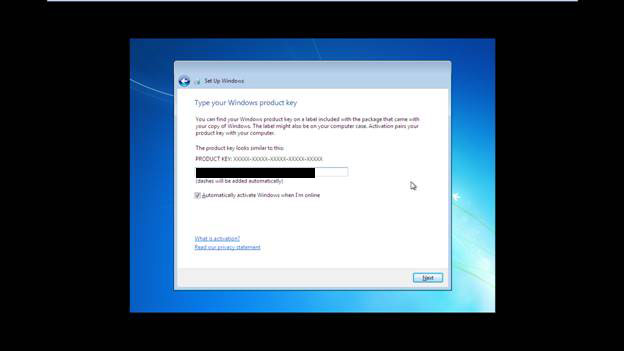 Set Up Windows
Type your Windows product key
You can find your Windows product key on a label included with the package that came with
your copy of Windows. The label might also be on your computer case. Activation pairs your
product key with your computer.
The product key looks similar to this:
PRODUCT KEY: XXXXX-XXXXX-XXXXX-XXXXX-XXXXX
(dashes will be added automatically)
Automatically activate Windows when I'm online
What is activation?
Read our privacy statement
Next